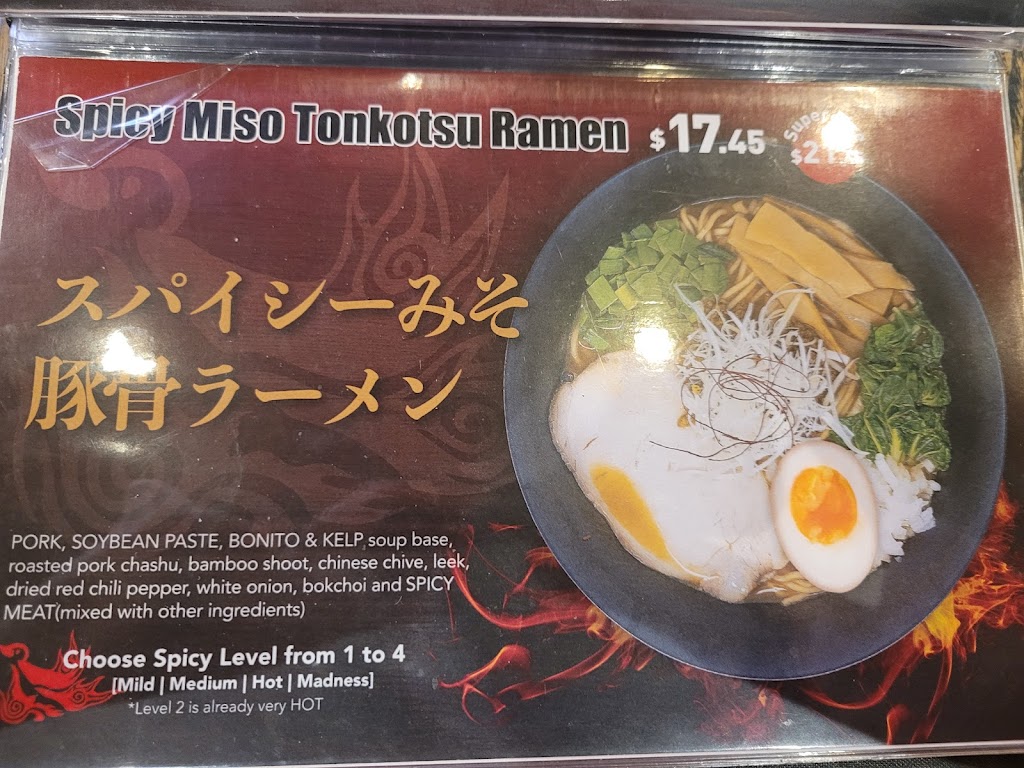 Spicy Miso Tonkotsu Ramen $17.45
Super
スパイシーみそ
豚骨ラーメン
PORK, SOYBEAN PASTE, BONITO & KELP soup base,
roasted pork chashu, bamboo shoot, chinese chive, leek,
dried red chili pepper, white onion, bokchoi and SPICY
MEAT(mixed with other ingredients)
Choose Spicy Level from 1 to 4
[Mild | Medium | Hot | Madness]
*Level 2 is already very HOT